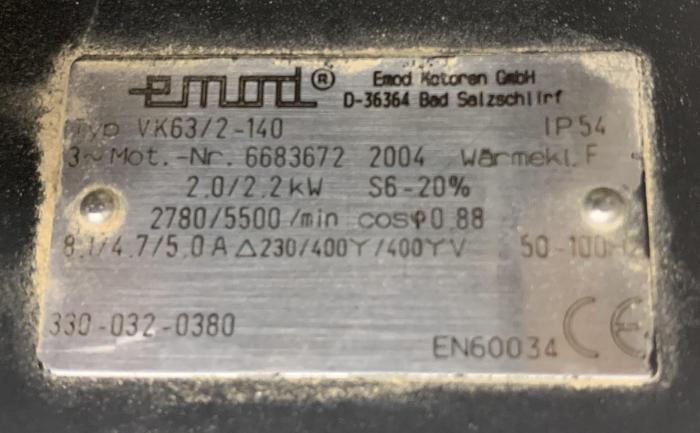 emod ® Emod Motoren GmbH
D-36364 Bad Salzschlirf
Typ VK63/2-140 IP54
3~Mot.-Nr. 6683672 2004 Wärmekl.F
2.0/2.2kW S6-20%
2780/5500/min cosφ0.88
8.1/4.7/5.0A Δ230/400Y/400YY V 50-100Hz
330-032-0380
EN60034 CE